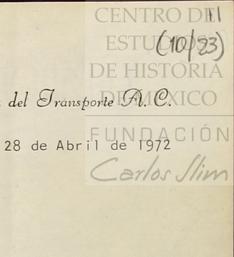 CENTRO DE
ESTUDIOS
(10/23)
DE HISTORIA
DE MÉXICO
del Transporte A. C.
FUNDACIÓN
28 de Abril de 1972
Carlos Slim